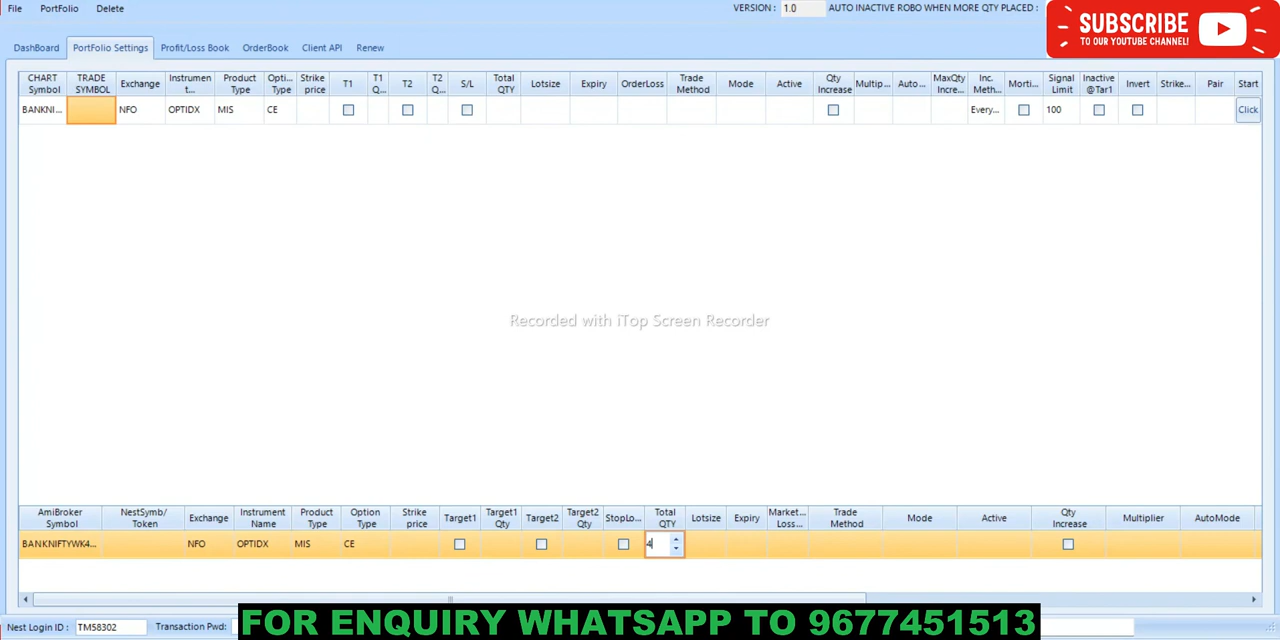 File PortFolio Delete VERSION : 1.0 AUTO INACTIVE ROBO WHEN MORE QTY PLACED :
SUBSCRIBE
TO OUR YOUTUBE CHANNEL!
DashBoard PortFolio Settings Profit/Loss Book OrderBook Client API Renew
CHART Symbol TRADE SYMBOL Exchange Instrumen t... Product Type Opti... Type Strike price T1 T1 Q... T2 T2 Q... S/L Total QTY Lotsize Expiry OrderLoss Trade Method Mode Active Qty Increase Multip... Auto... MaxQty Incre... Inc. Meth... Morti... Signal Limit Inactive @Tar1 Invert Strike... Pair Start
BANKNI... NFO OPTIDX MIS CE Every... 100 Click
Recorded with iTop Screen Recorder
AmiBroker Symbol NestSymb/ Token Exchange Instrument Name Product Type Option Type Strike price Target1 Target1 Qty Target2 Target2 Qty StopLo... Total QTY Lotsize Expiry Market... Loss... Trade Method Mode Active Qty Increase Multiplier AutoMode
BANKNIFTYWK4... NFO OPTIDX MIS CE 4
Nest Login ID : TM58302 Transaction Pwd:
FOR ENQUIRY WHATSAPP TO 9677451513